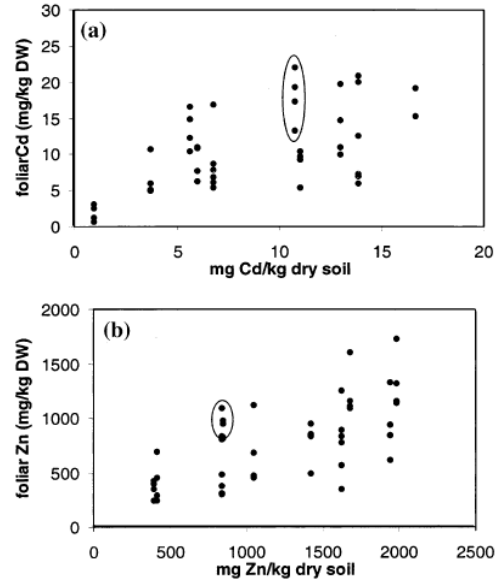 (a)
foliarCd (mg/kg DW)
30
25
20
15
10
5
0
0 5 10 15 20
mg Cd/kg dry soil
(b)
foliar Zn (mg/kg DW)
2000
1500
1000
500
0
0 500 1000 1500 2000 2500
mg Zn/kg dry soil